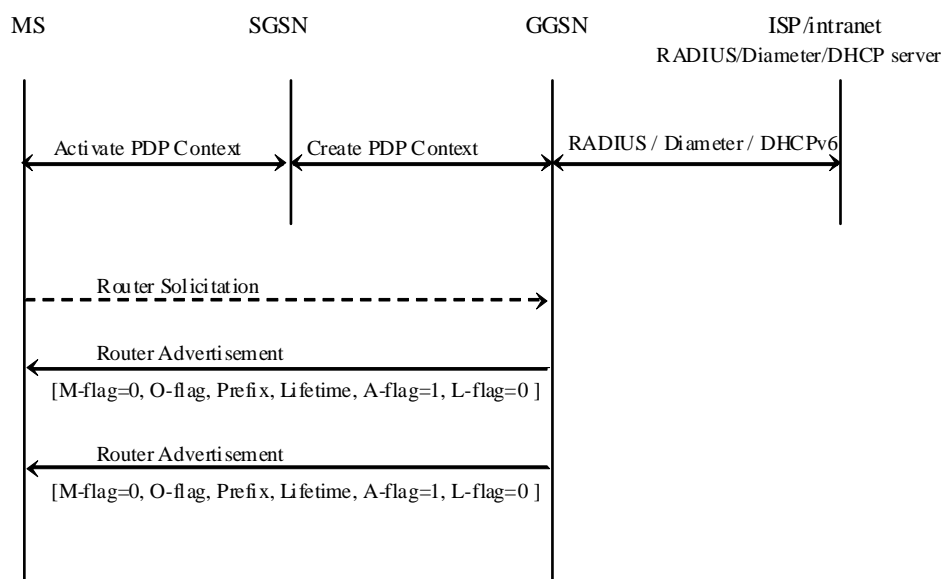 MS SGSN GGSN ISP/intranet
RADIUS/Diameter/DHCP server
Activate PDP Context Create PDP Context RADIUS / Diameter / DHCPv6
Router Solicitation
Router Advertisement
[M-flag=0, O-flag, Prefix, Lifetime, A-flag=1, L-flag=0 ]
Router Advertisement
[M-flag=0, O-flag, Prefix, Lifetime, A-flag=1, L-flag=0 ]